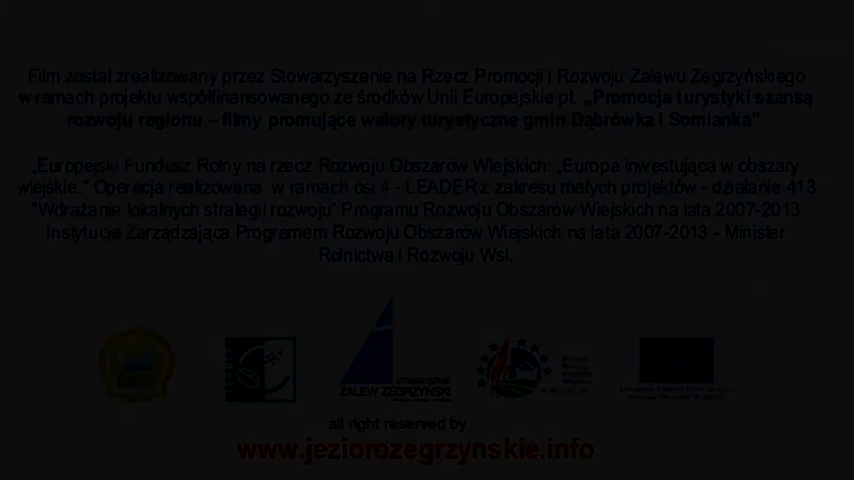 Film został zrealizowany przez Stowarzyszenie na Rzecz Promocji i Rozwoju Zalewu Zegrzyńskiego
w ramach projektu współfinansowanego ze środków Unii Europejskie pt. „Promocja turystyki szansą
rozwoju regionu – filmy promujące walory turystyczne gmin Dąbrówka i Somianka".
„Europejski Fundusz Rolny na rzecz Rozwoju Obszarów Wiejskich: „Europa inwestująca w obszary
wiejskie." Operacja realizowana w ramach osi 4 - LEADER z zakresu małych projektów - działanie 413
"Wdrażanie lokalnych strategii rozwoju" Programu Rozwoju Obszarów Wiejskich na lata 2007-2013
Instytucja Zarządzająca Programem Rozwoju Obszarów Wiejskich na lata 2007-2013 - Minister
Rolnictwa i Rozwoju Wsi.
ZALEW ZEGRZYŃSKI
all right reserved by
www.jeziorozegrzynskie.info